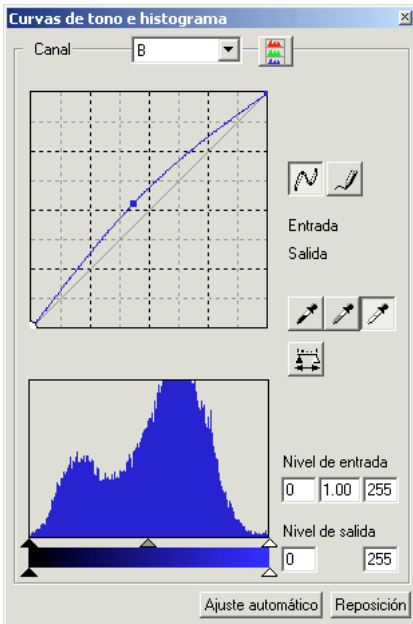 Curvas de tono e histograma
Canal B
Entrada
Salida
Nivel de entrada
0 1.00 255
Nivel de salida
0 255
Ajuste automático Reposición